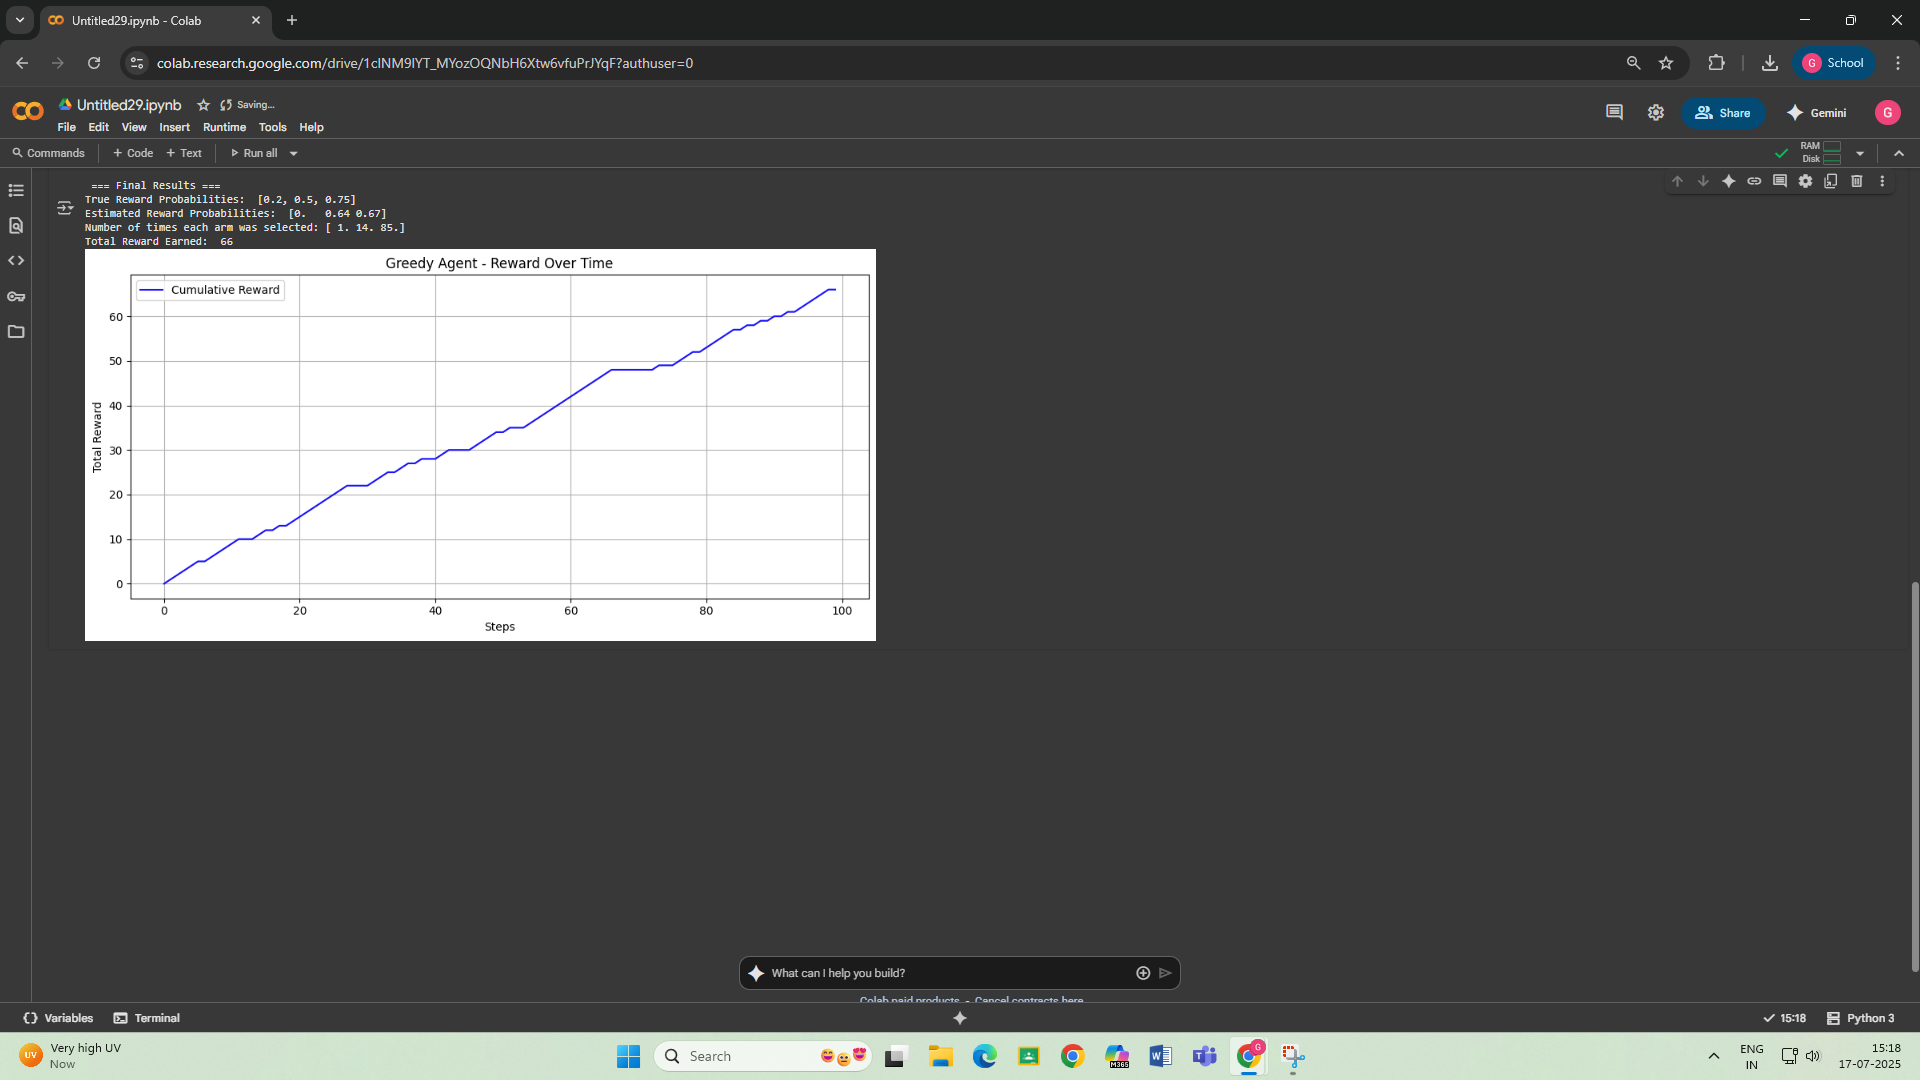 Untitled29.ipynb - Colab
colab.research.google.com/drive/1clNM9lYT_MYozOQNbH6Xtw6vfuPrJYqF?authuser=0
G School
Untitled29.ipynb
Saving...
File Edit View Insert Runtime Tools Help
Share
Gemini
G
Commands + Code + Text Run all
RAM
Disk
=== Final Results ===
True Reward Probabilities:  [0.2, 0.5, 0.75]
Estimated Reward Probabilities:  [0.   0.64 0.67]
Number of times each arm was selected: [ 1. 14. 85.]
Total Reward Earned:  66
Greedy Agent - Reward Over Time
Cumulative Reward
60
50
40
30
20
10
0
Total Reward
0 20 40 60 80 100
Steps
What can I help you build?
Colab paid products - Cancel contracts here
Variables Terminal
15:18 Python 3
UV
Very high UV
Now
Search
M365
G
ENG
IN
15:18
17-07-2025